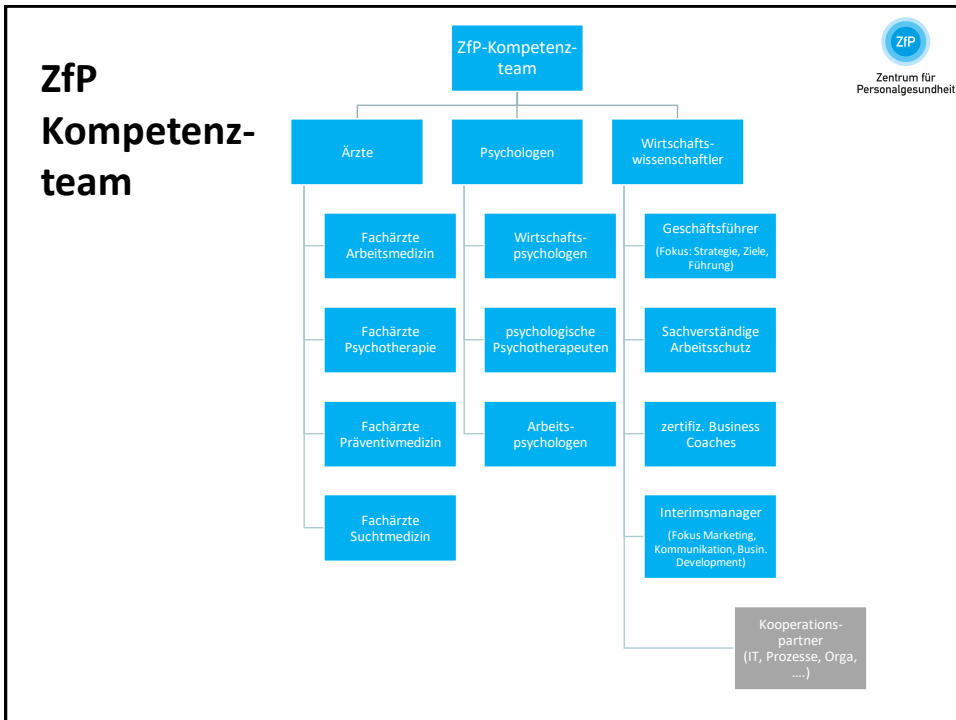 ZfP
Kompetenz-
team
ZfP
Zentrum für
Personalgesundheit
ZfP-Kompetenz-
team
Ärzte
Fachärzte
Arbeitsmedizin
Fachärzte
Psychotherapie
Fachärzte
Präventivmedizin
Fachärzte
Suchtmedizin
Psychologen
Wirtschafts-
psychologen
psychologische
Psychotherapeuten
Arbeits-
psychologen
Wirtschafts-
wissenschaftler
Geschäftsführer
(Fokus: Strategie, Ziele,
Führung)
Sachverständige
Arbeitsschutz
zertifiz. Business
Coaches
Interimsmanager
(Fokus Marketing,
Kommunikation, Busin.
Development)
Kooperations-
partner
(IT, Prozesse, Orga,
....)